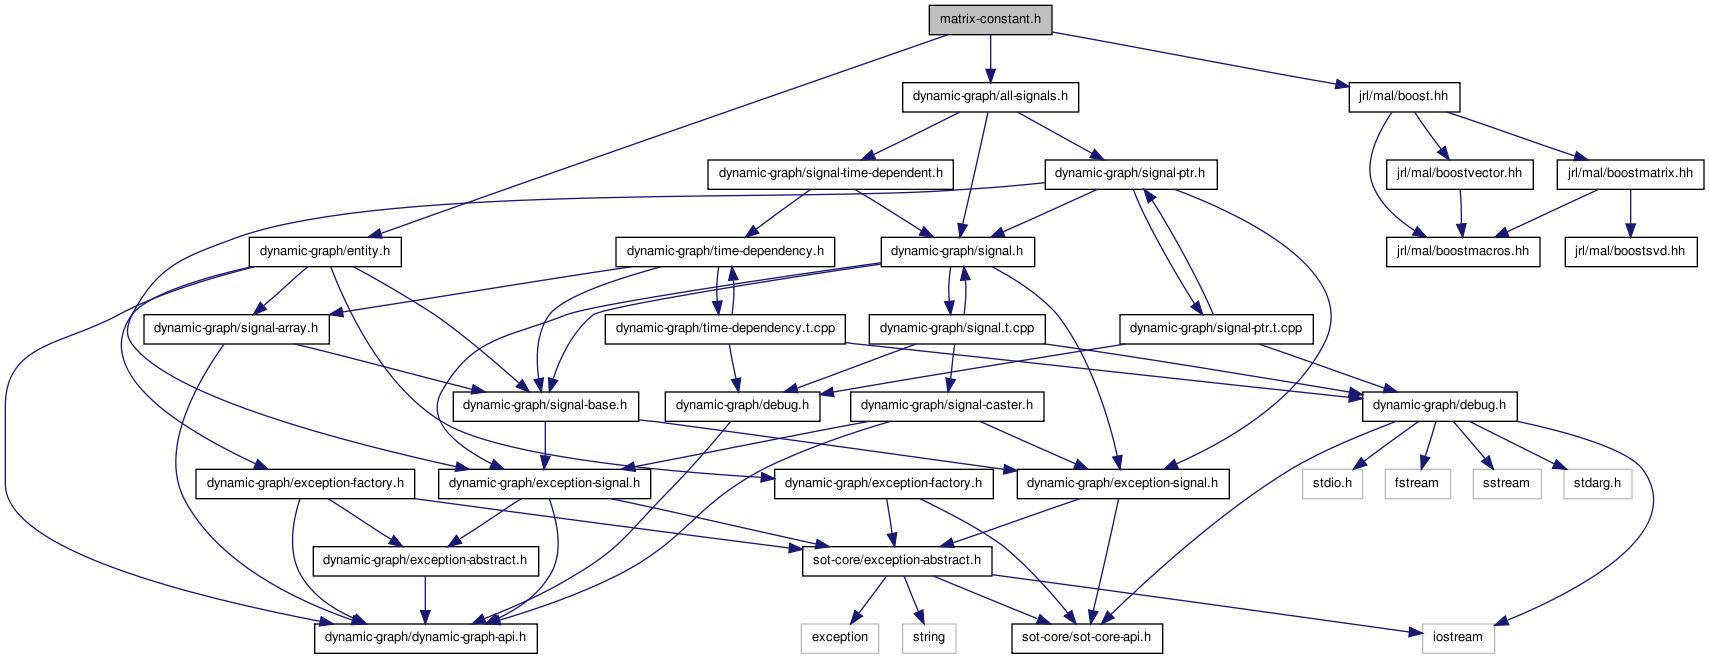 matrix-constant.h
dynamic-graph/all-signals.h
jrl/mal/boost.hh
dynamic-graph/signal-time-dependent.h
dynamic-graph/signal-ptr.h
jrl/mal/boostvector.hh
jrl/mal/boostmatrix.hh
dynamic-graph/entity.h
dynamic-graph/time-dependency.h
dynamic-graph/signal.h
jrl/mal/boostmacros.hh
jrl/mal/boostsvd.hh
dynamic-graph/signal-array.h
dynamic-graph/time-dependency.t.cpp
dynamic-graph/signal.t.cpp
dynamic-graph/signal-ptr.t.cpp
dynamic-graph/signal-base.h
dynamic-graph/debug.h
dynamic-graph/signal-caster.h
dynamic-graph/debug.h
dynamic-graph/exception-factory.h
dynamic-graph/exception-signal.h
dynamic-graph/exception-factory.h
dynamic-graph/exception-signal.h
stdio.h
fstream
sstream
stdarg.h
dynamic-graph/exception-abstract.h
sot-core/exception-abstract.h
dynamic-graph/dynamic-graph-api.h
exception
string
sot-core/sot-core-api.h
iostream